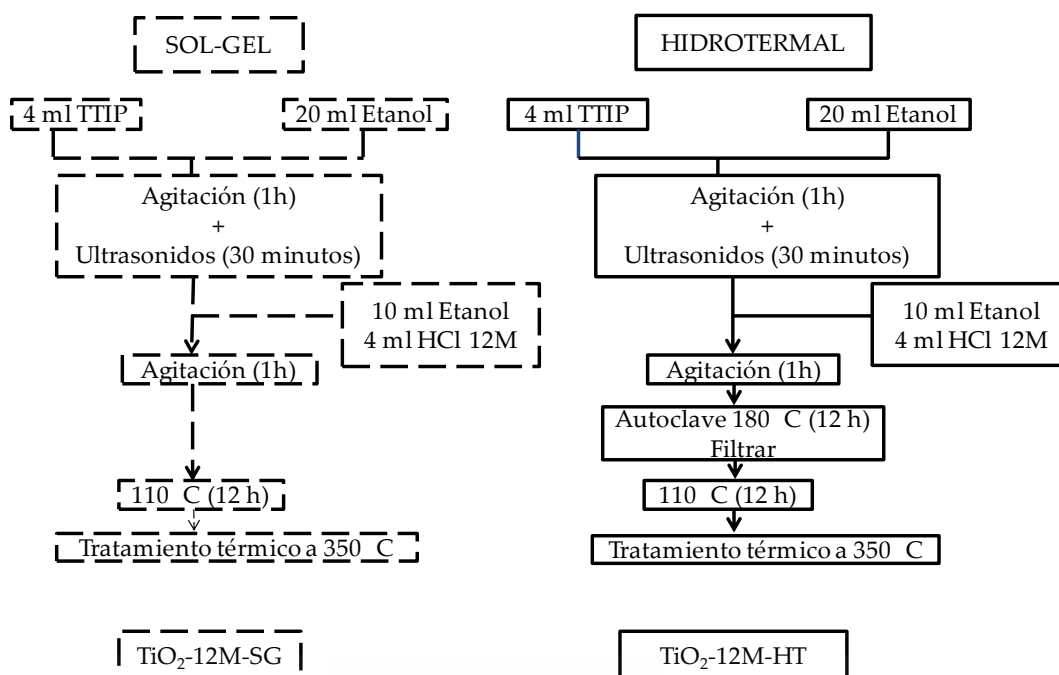 SOL-GEL
4 ml TTIP
20 ml Etanol
Agitación (1h)
+
Ultrasonidos (30 minutos)
10 ml Etanol
4 ml HCl 12M
Agitación (1h)
110 C (12 h)
Tratamiento térmico a 350 C
TiO₂-12M-SG
HIDROTERMAL
4 ml TTIP
20 ml Etanol
Agitación (1h)
+
Ultrasonidos (30 minutos)
10 ml Etanol
4 ml HCl 12M
Agitación (1h)
Autoclave 180 C (12 h)
Filtrar
110 C (12 h)
Tratamiento térmico a 350 C
TiO₂-12M-HT